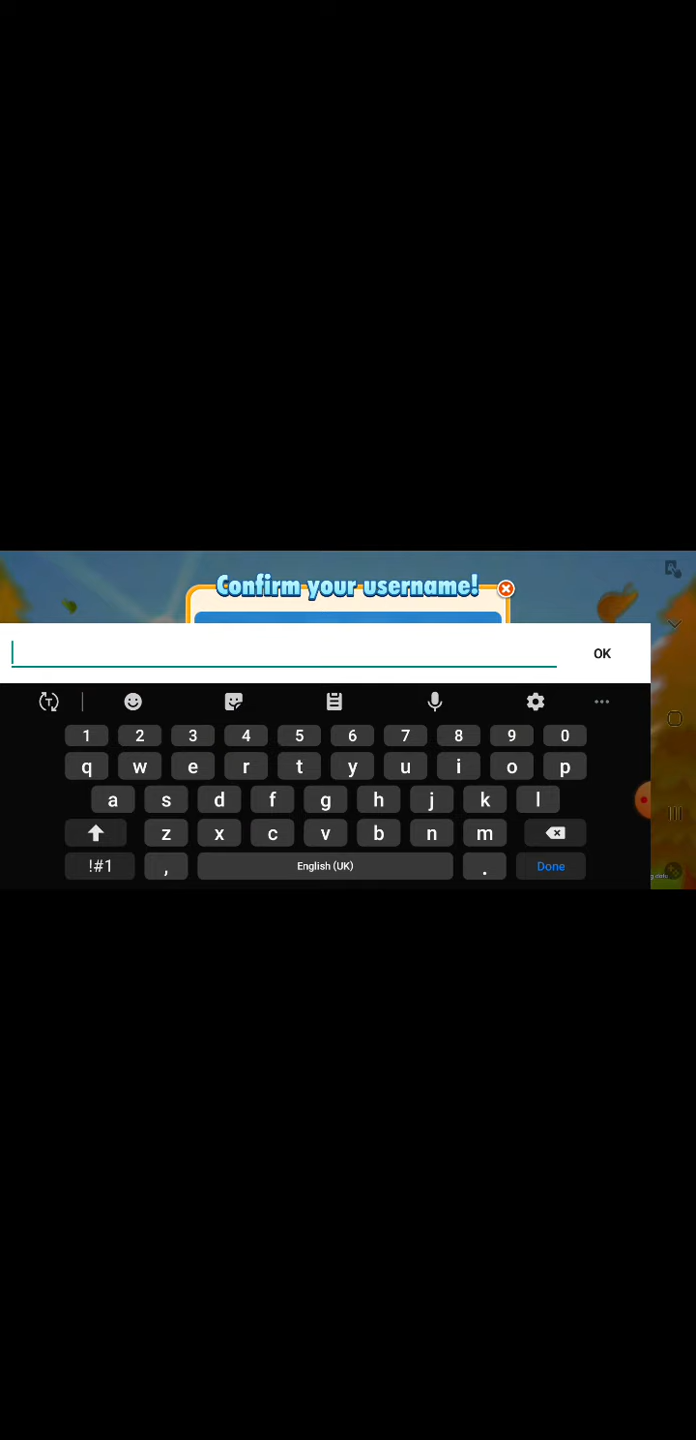 Confirm your username!
OK
1 2 3 4 5 6 7 8 9 0
q w e r t y u i o p
a s d f g h j k l
z x c v b n m
!#1 , English (UK) . Done